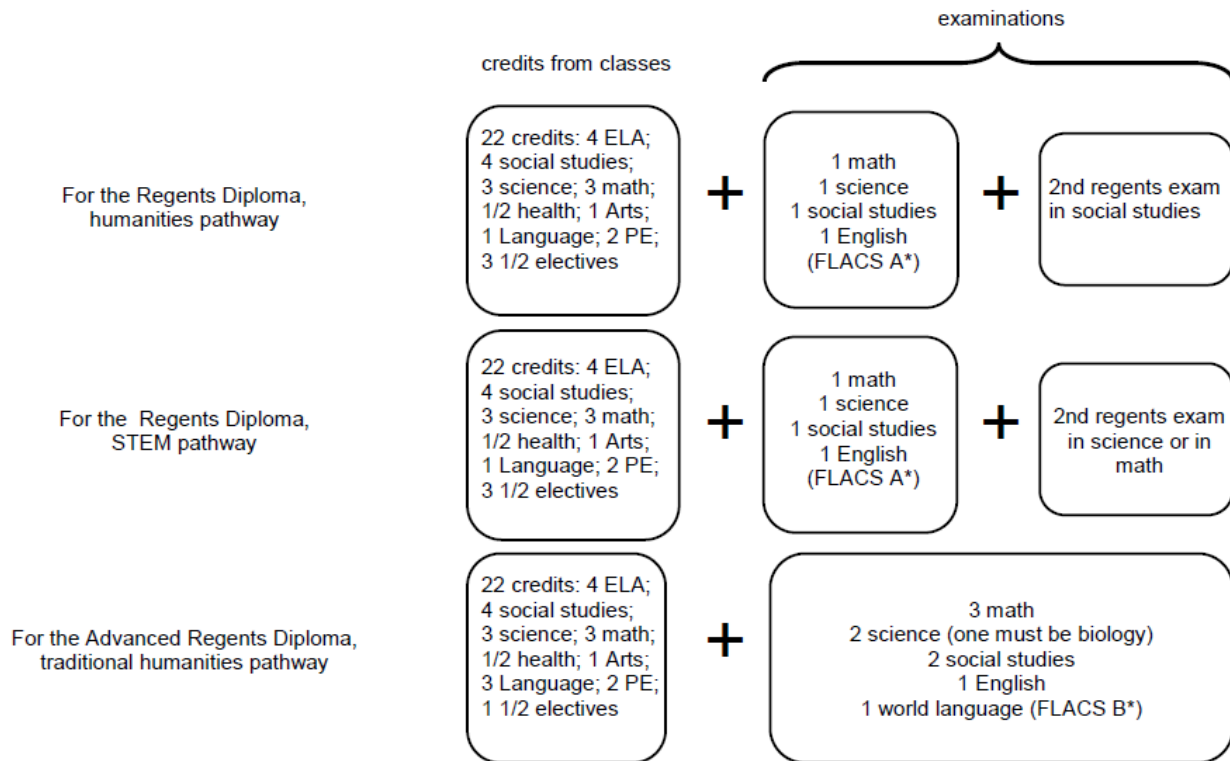 examinations
credits from classes
For the Regents Diploma,
humanities pathway
22 credits: 4 ELA;
4 social studies;
3 science; 3 math;
1/2 health; 1 Arts;
1 Language; 2 PE;
3 1/2 electives
+
1 math
1 science
1 social studies
1 English
(FLACS A*)
+
2nd regents exam
in social studies
For the Regents Diploma,
STEM pathway
22 credits: 4 ELA;
4 social studies;
3 science; 3 math;
1/2 health; 1 Arts;
1 Language; 2 PE;
3 1/2 electives
+
1 math
1 science
1 social studies
1 English
(FLACS A*)
+
2nd regents exam
in science or in
math
For the Advanced Regents Diploma,
traditional humanities pathway
22 credits: 4 ELA;
4 social studies;
3 science; 3 math;
1/2 health; 1 Arts;
3 Language; 2 PE;
1 1/2 electives
+
3 math
2 science (one must be biology)
2 social studies
1 English
1 world language (FLACS B*)